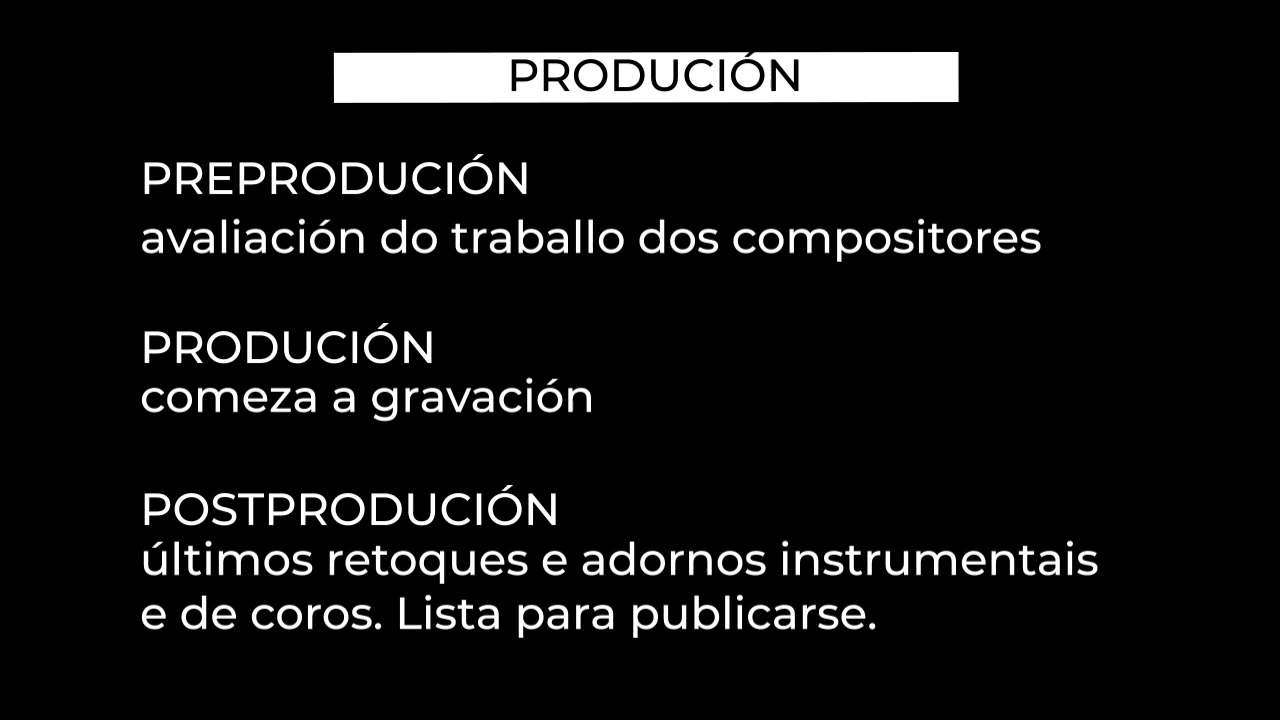 PRODUCIÓN
PREPRODUCIÓN
avaliación do traballo dos compositores
PRODUCIÓN
comeza a gravación
POSTPRODUCIÓN
últimos retoques e adornos instrumentais
e de coros. Lista para publicarse.